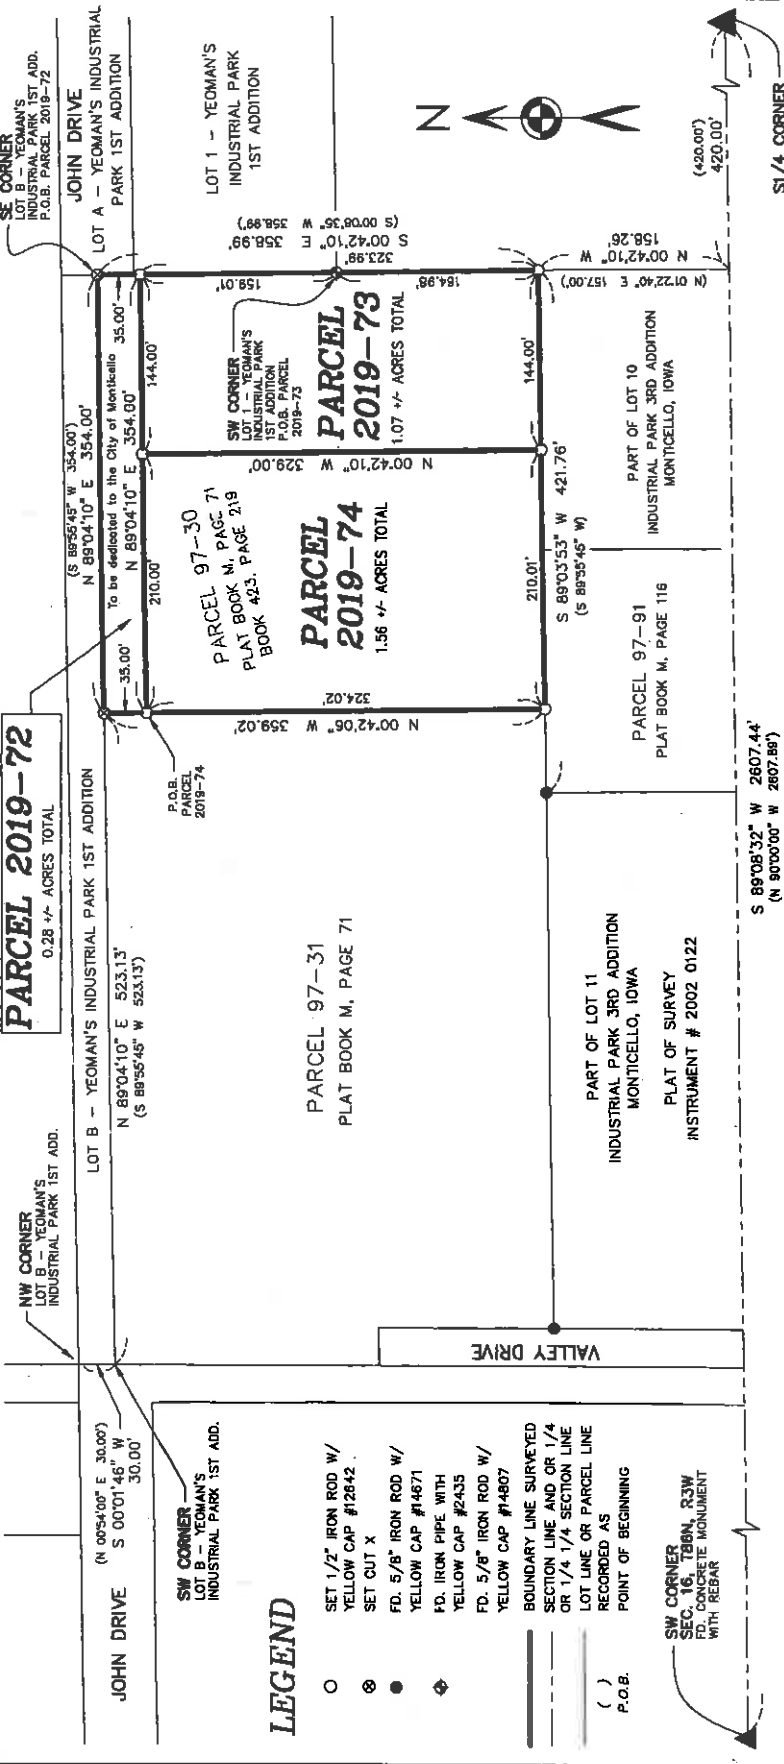 PARCEL 2019-72
0.28 +/- ACRES TOTAL
NW CORNER
LOT B - YEOMAN'S
INDUSTRIAL PARK 1ST ADD.
SE CORNER
LOT B - YEOMAN'S
INDUSTRIAL PARK 1ST ADD.
P.O.B. PARCEL 2019-72
JOHN DRIVE
(N 00°54'00" E 30.00')
S 00°01'46" W
30.00'
LOT B - YEOMAN'S INDUSTRIAL PARK 1ST ADDITION
N 89°04'10" E 523.13'
(S 89°55'45" W 523.13')
(S 89°55'45" W 354.00')
N 89°04'10" E 354.00'
To be dedicated to the City of Monticello
N 89°04'10" E 354.00'
35.00'
35.00'
210.00'
144.00'
JOHN DRIVE
LOT A - YEOMAN'S INDUSTRIAL
PARK 1ST ADDITION
LOT 1 - YEOMAN'S
INDUSTRIAL PARK
1ST ADDITION
N
SW CORNER
LOT B - YEOMAN'S
INDUSTRIAL PARK 1ST ADD.
P.O.B.
PARCEL
2019-74
PARCEL 97-31
PLAT BOOK M, PAGE 71
N 00°42'06" W 359.02'
324.02'
PARCEL 97-30
PLAT BOOK M, PAGE 71
BOOK 423, PAGE 219
PARCEL
2019-74
1.56 +/- ACRES TOTAL
N 00°42'10" W 329.00'
SW CORNER
LOT 1 - YEOMAN'S
INDUSTRIAL PARK
1ST ADDITION
P.O.B. PARCEL
2019-73
PARCEL
2019-73
1.07 +/- ACRES TOTAL
159.01'
164.98'
323.99'
S 00°42'10" E 358.99'
(S 00°08'35" W 358.99')
210.01'
144.00'
S 89°03'53" W 421.76'
(S 89°55'45" W)
N 00°42'10" W
158.26'
(N 01°22'40" E 157.00')
PART OF LOT 10
INDUSTRIAL PARK 3RD ADDITION
MONTICELLO, IOWA
PARCEL 97-91
PLAT BOOK M, PAGE 116
PART OF LOT 11
INDUSTRIAL PARK 3RD ADDITION
MONTICELLO, IOWA
PLAT OF SURVEY
INSTRUMENT # 2002 0122
VALLEY DRIVE
(420.00')
420.00'
S1/4 CORNER
S 89°08'32" W 2607.44'
(N 90°00'00" W 2607.89')
LEGEND
SET 1/2" IRON ROD W/
YELLOW CAP #12642
SET CUT X
FD. 5/8" IRON ROD W/
YELLOW CAP #14671
FD. IRON PIPE WITH
YELLOW CAP #2435
FD. 5/8" IRON ROD W/
YELLOW CAP #14807
BOUNDARY LINE SURVEYED
SECTION LINE AND OR 1/4
OR 1/4 1/4 SECTION LINE
LOT LINE OR PARCEL LINE
( ) RECORDED AS
P.O.B. POINT OF BEGINNING
SW CORNER
SEC. 16, T86N, R3W
FD. CONCRETE MONUMENT
WITH REBAR